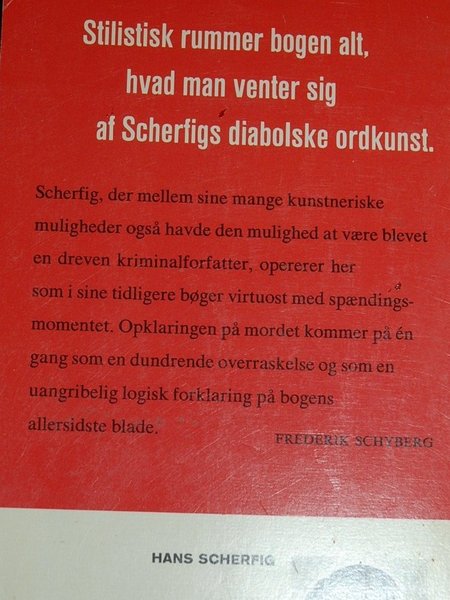 Stilistisk rummer bogen alt,
hvad man venter sig
af Scherfigs diabolske ordkunst.
Scherfig, der mellem sine mange kunstneriske
muligheder også havde den mulighed at være blevet
en dreven kriminalforfatter, opererer her
som i sine tidligere bøger virtuost med spændings-
momentet. Opklaringen på mordet kommer på én
gang som en dundrende overraskelse og som en
uangribelig logisk forklaring på bogens
allersidste blade.
FREDERIK SCHYBERG
HANS SCHERFIG